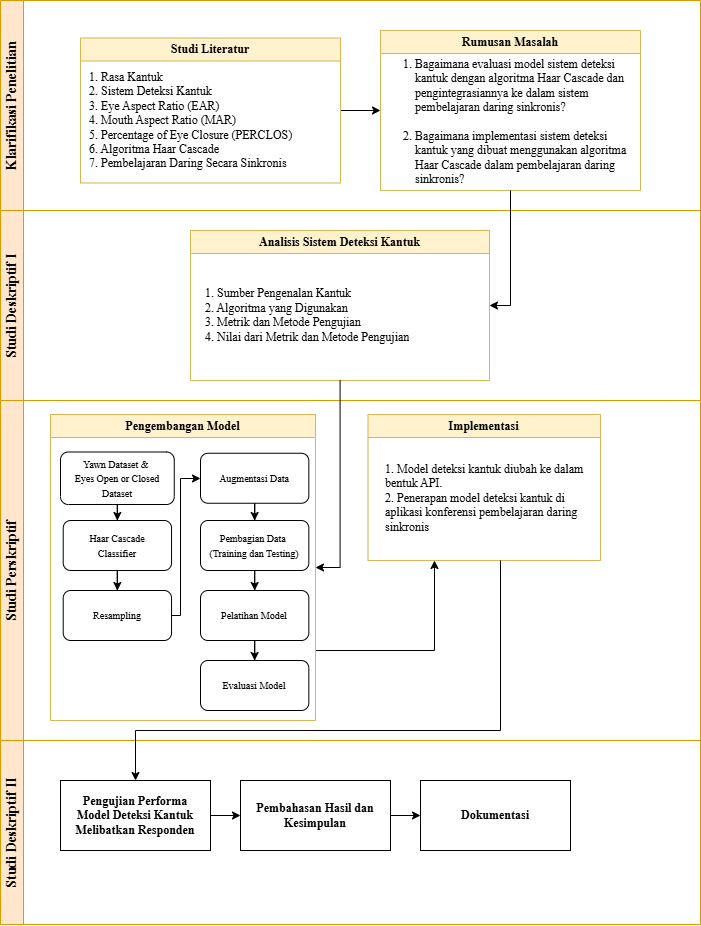 Klarifikasi Penelitian
Studi Literatur
1. Rasa Kantuk
2. Sistem Deteksi Kantuk
3. Eye Aspect Ratio (EAR)
4. Mouth Aspect Ratio (MAR)
5. Percentage of Eye Closure (PERCLOS)
6. Algoritma Haar Cascade
7. Pembelajaran Daring Secara Sinkronis
Rumusan Masalah
1. Bagaimana evaluasi model sistem deteksi
kantuk dengan algoritma Haar Cascade dan
pengintegrasiannya ke dalam sistem
pembelajaran daring sinkronis?
2. Bagaimana implementasi sistem deteksi
kantuk yang dibuat menggunakan algoritma
Haar Cascade dalam pembelajaran daring
sinkronis?
Studi Deskriptif I
Analisis Sistem Deteksi Kantuk
1. Sumber Pengenalan Kantuk
2. Algoritma yang Digunakan
3. Metrik dan Metode Pengujian
4. Nilai dari Metrik dan Metode Pengujian
Studi Perskriptif
Pengembangan Model
Yawn Dataset &
Eyes Open or Closed
Dataset
Haar Cascade
Classifier
Resampling
Augmentasi Data
Pembagian Data
(Training dan Testing)
Pelatihan Model
Evaluasi Model
Implementasi
1. Model deteksi kantuk diubah ke dalam
bentuk API.
2. Penerapan model deteksi kantuk di
aplikasi konferensi pembelajaran daring
sinkronis
Studi Deskriptif II
Pengujian Performa
Model Deteksi Kantuk
Melibatkan Responden
Pembahasan Hasil dan
Kesimpulan
Dokumentasi